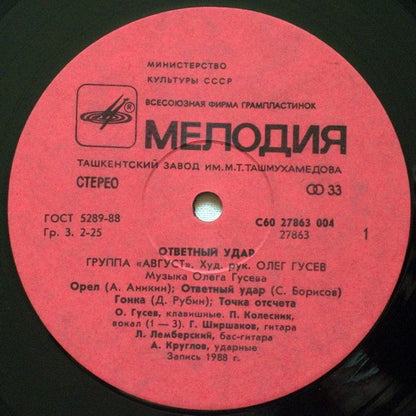 МИНИСТЕРСТВО
КУЛЬТУРЫ СССР
ВСЕСОЮЗНАЯ ФИРМА ГРАМПЛАСТИНОК
® МЕЛОДИЯ
ТАШКЕНТСКИЙ ЗАВОД ИМ.М.Т.ТАШМУХАМЕДОВА
СТЕРЕО 33
ГОСТ 5289-88 С60 27863 004
Гр. 3. 2-25 27863 1
ОТВЕТНЫЙ УДАР
ГРУППА «АВГУСТ». Худ. рук. ОЛЕГ ГУСЕВ
Музыка Олега Гусева
Орел (А. Аникин); Ответный удар (С. Борисов)
Гонка (Д. Рубин); Точка отсчета
О. Гусев, клавишные. П. Колесник,
вокал (1 — 3). Г. Ширшаков, гитара
Л. Лемберский, бас-гитара
А. Круглов, ударные
Запись 1988 г.